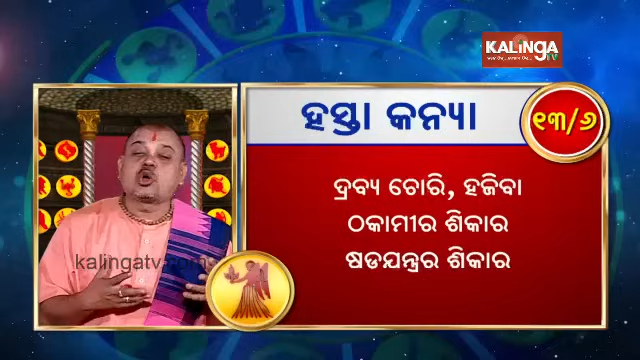 KALINGA
TV
ହସ୍ତା କନ୍ୟା
୧୩/୬
ଦ୍ରବ୍ୟ ଚୋରି, ହଜିବା
ଠକାମୀର ଶିକାର
ଷଡଯନ୍ତ୍ରର ଶିକାର
kalingatv.com